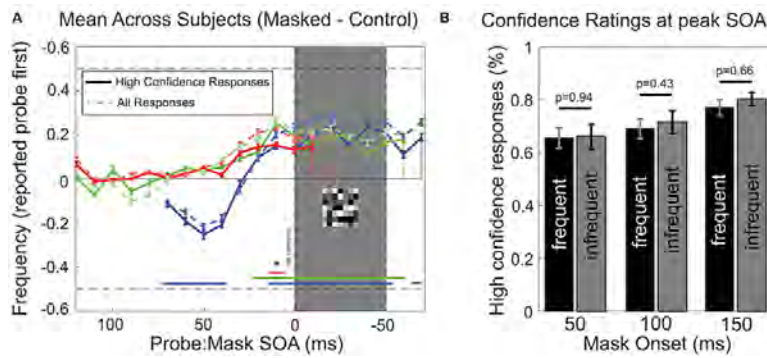 A Mean Across Subjects (Masked - Control)
Frequency (reported probe first)
-0.6
0.4
0.2
0
-0.2
-0.4
-0.6
High Confidence Responses
All Responses
*
100 50 0 -50
Probe:Mask SOA (ms)
B Confidence Ratings at peak SOA
High confidence responses (%)
1
0.8
0.6
0.4
0.2
0
p=0.94
p=0.43
p=0.66
frequent
infrequent
frequent
infrequent
frequent
infrequent
50 100 150
Mask Onset (ms)